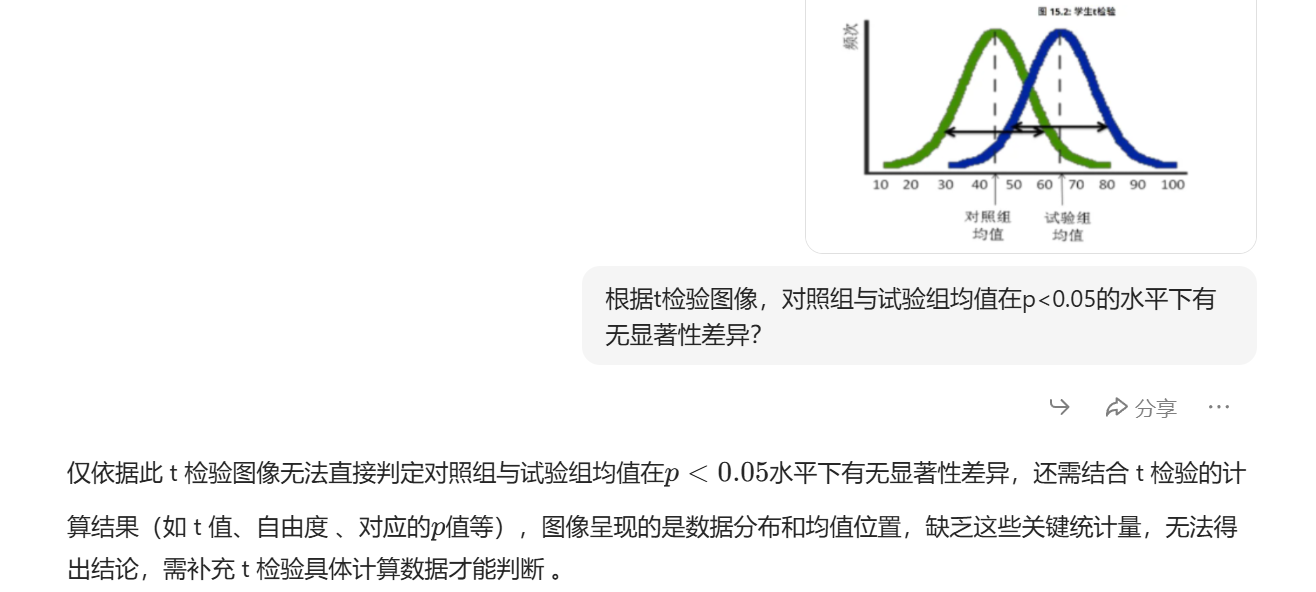 图 15.2: 学生t检验
频次
10 20 30 40 50 60 70 80 90 100
对照组 试验组
均值 均值
根据t检验图像，对照组与试验组均值在p<0.05的水平下有
无显著性差异？
分享
仅依据此 t 检验图像无法直接判定对照组与试验组均值在p < 0.05水平下有无显著性差异，还需结合 t 检验的计
算结果（如 t 值、自由度 、对应的p值等），图像呈现的是数据分布和均值位置，缺乏这些关键统计量，无法得
出结论，需补充 t 检验具体计算数据才能判断 。